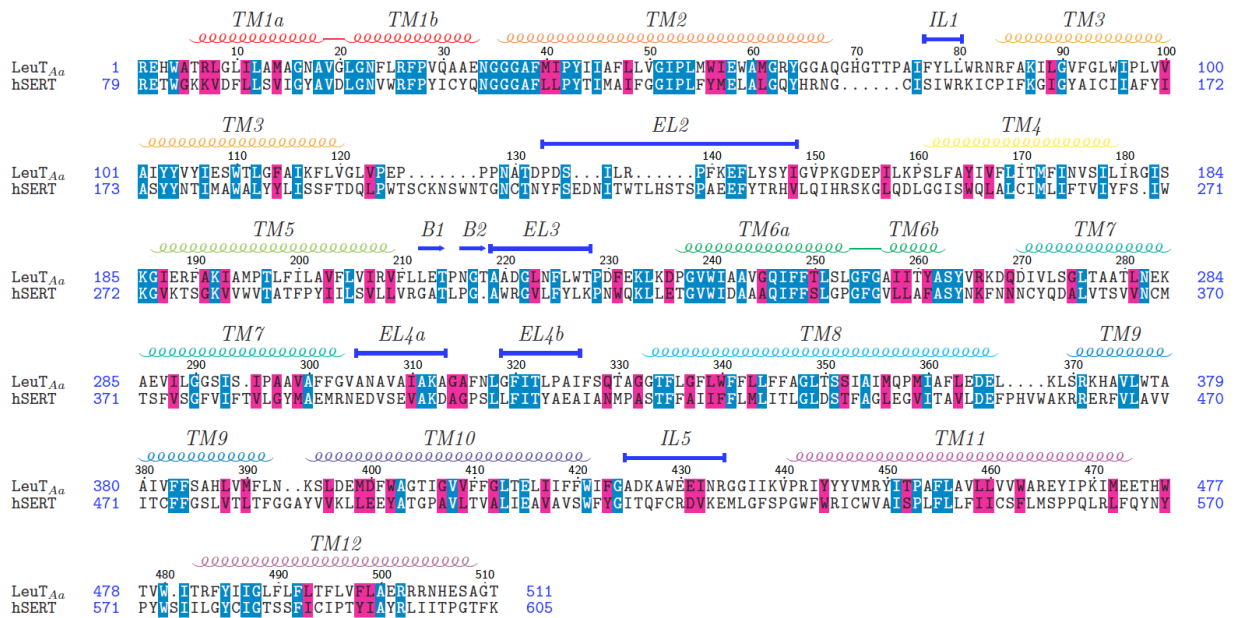 TM1a TM1b TM2 IL1 TM3
10 20 30 40 50 60 70 80 90 100
LeuTAa 1 REHWATRLGLILAMAGNAVGLGNFLRFPVQAAENGGGAFMIPYIIAFLLVGIPLMWIEWAMGRYGGAQGHGTTPAIFYLLWRNRFAKILGVFGLWIPLVV 100
hSERT 79 RETWGKKVDFLLSVIGYAVDLGNVWRFPYICYQNGGGAFLLPYTIMAIFGGIPLFYMELALGQYHRNG......CISIWRKICPIFKGIGYAICIIAFYI 172
TM3 EL2 TM4
110 120 130 140 150 160 170 180
LeuTAa 101 AIYYVYIESWTLGFAIKFLVGLVPEP.......PPNATDPDS...ILR.....PFKEFLYSYIGVPKGDEPILKPSLFAYIVFLITMFINVSILIRGIS 184
hSERT 173 ASYYNTIMAWALYYLISSFTDQLPWTSCKNSWNTGNCTNYFSEDNITWTLHSTSPAEEFYTRHVLQIHRSKGLQDLGGISWQLALCIMLIFTVIYFS.IW 271
TM5 B1 B2 EL3 TM6a TM6b TM7
190 200 210 220 230 240 250 260 270 280
LeuTAa 185 KGIERFAKIAMPTLFILAVFLVIRVFLLETPNGTAADGLNFLWTPDFEKLKDPGVWIAAVGQIFFTLSLGFGAIITYASYVRKDQDIVLSGLTAATLNEK 284
hSERT 272 KGVKTSGKVVWVTATFPYIILSVLLVRGATLPG.AWRGVLFYLKPNWQKLLETGVWIDAAAQIFFSLGPGFGVLLAFASYNKFNNNCYQDALVTSVVNCM 370
TM7 EL4a EL4b TM8 TM9
290 300 310 320 330 340 350 360 370
LeuTAa 285 AEVILGGSIS.IPAAVAFFGVANAVAIAKAGAFNLGFITLPAIFSQTAGGTFLGFLWFFLLFFAGLTSSIAIMQPMIAFLEDEL....KLSRKHAVLWTA 379
hSERT 371 TSFVSGFVIFTVLGYMAEMRNEDVSEVAKDAGPSLLFITYAEAIANMPASTFFAIIFFLMLITLGLDSTFAGLEGVITAVLDEFPHVWAKRRERFVLAVV 470
TM9 TM10 IL5 TM11
380 390 400 410 420 430 440 450 460 470
LeuTAa 380 AIVFFSAHLVMFLN..KSLDEMDFWAGTIGVVFFGLTELIIFFWIFGADKAWEEINRGGIIKVPRIYYYVMRYITPAFLAVLLVVWAREYIPKIMEETHW 477
hSERT 471 ITCFFGSLVTLTFGGAYVVKLLEEYATGPAVLTVALIEAVAVSWFYGITQFCRDVKEMLGFSPGWFWRICWVAISPLFLLFIICSFLMSPPQLRLFQYNY 570
TM12
480 490 500 510
LeuTAa 478 TVW.ITRFYIIGLFLFLTFLVFLAERRRNHESAGT 511
hSERT 571 PYWSIILGYCIGTSSFICIPTYIAYRLIITPGTFK 605